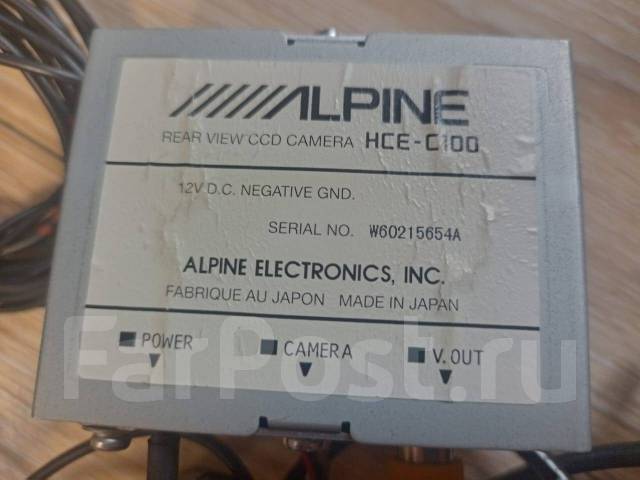 ALPINE
REAR VIEW CCD CAMERA HCE-C100
12V D.C. NEGATIVE GND.
SERIAL NO. W60215654A
ALPINE ELECTRONICS, INC.
FABRIQUE AU JAPON MADE IN JAPAN
POWER CAMERA V.OUT
FarPost.ru